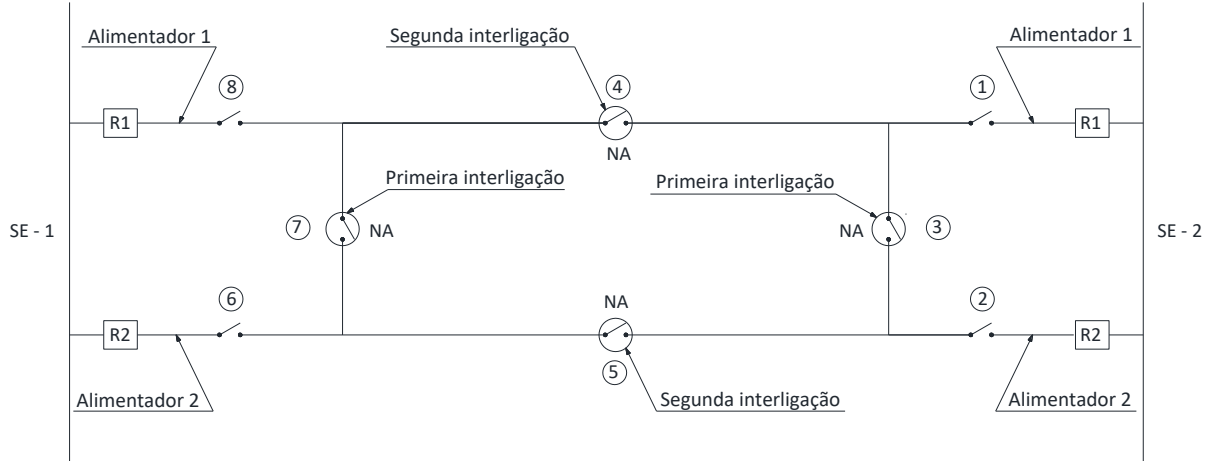 Alimentador 1
Segunda interligação
Alimentador 1
8
4
1
R1
R1
NA
Primeira interligação
Primeira interligação
SE - 1
7
NA
NA
3
SE - 2
6
NA
2
R2
R2
5
Alimentador 2
Segunda interligação
Alimentador 2